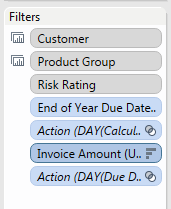 Filters
Customer
Product Group
Risk Rating
End of Year Due Date..
Action (DAY(Calcul..
Invoice Amount (U..
Action (DAY(Due D..